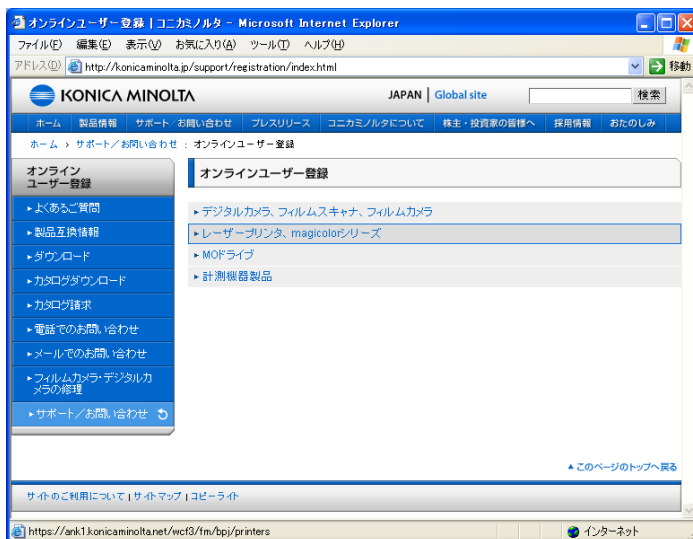 オンラインユーザー登録 | コニカミノルタ - Microsoft Internet Explorer
ファイル(F) 編集(E) 表示(V) お気に入り(A) ツール(T) ヘルプ(H)
アドレス(D) http://konicaminolta.jp/support/registration/index.html 移動
KONICA MINOLTA JAPAN | Global site 検索
ホーム 製品情報 サポート/お問い合わせ プレスリリース コニカミノルタについて 株主・投資家の皆様へ 採用情報 おたのしみ
ホーム > サポート/お問い合わせ : オンラインユーザー登録
オンライン
ユーザー登録
オンラインユーザー登録
よくあるご質問
製品互換情報
ダウンロード
カタログダウンロード
カタログ請求
電話でのお問い合わせ
メールでのお問い合わせ
フィルムカメラ・デジタルカ
メラの修理
サポート/お問い合わせ
デジタルカメラ、フィルムスキャナ、フィルムカメラ
レーザープリンタ、magicolorシリーズ
MOドライブ
計測機器製品
このページのトップへ戻る
サイトのご利用について | サイトマップ | コピーライト
https://ank1.konicaminolta.net/wcf3/fm/bpj/printers インターネット